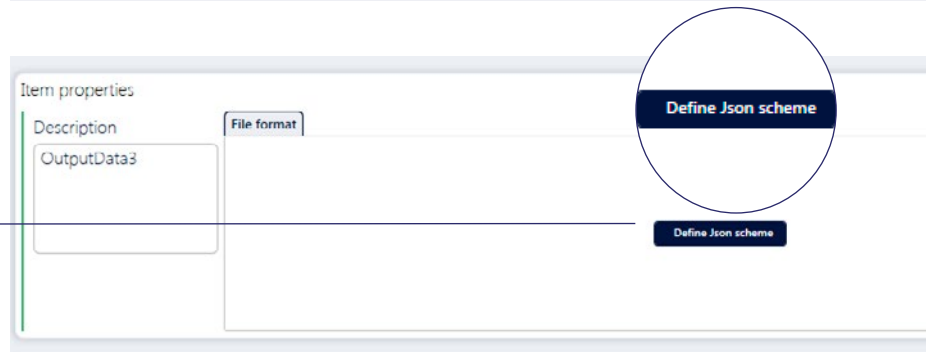 Define Json scheme
Item properties
Description
File format
OutputData3
Define Json scheme